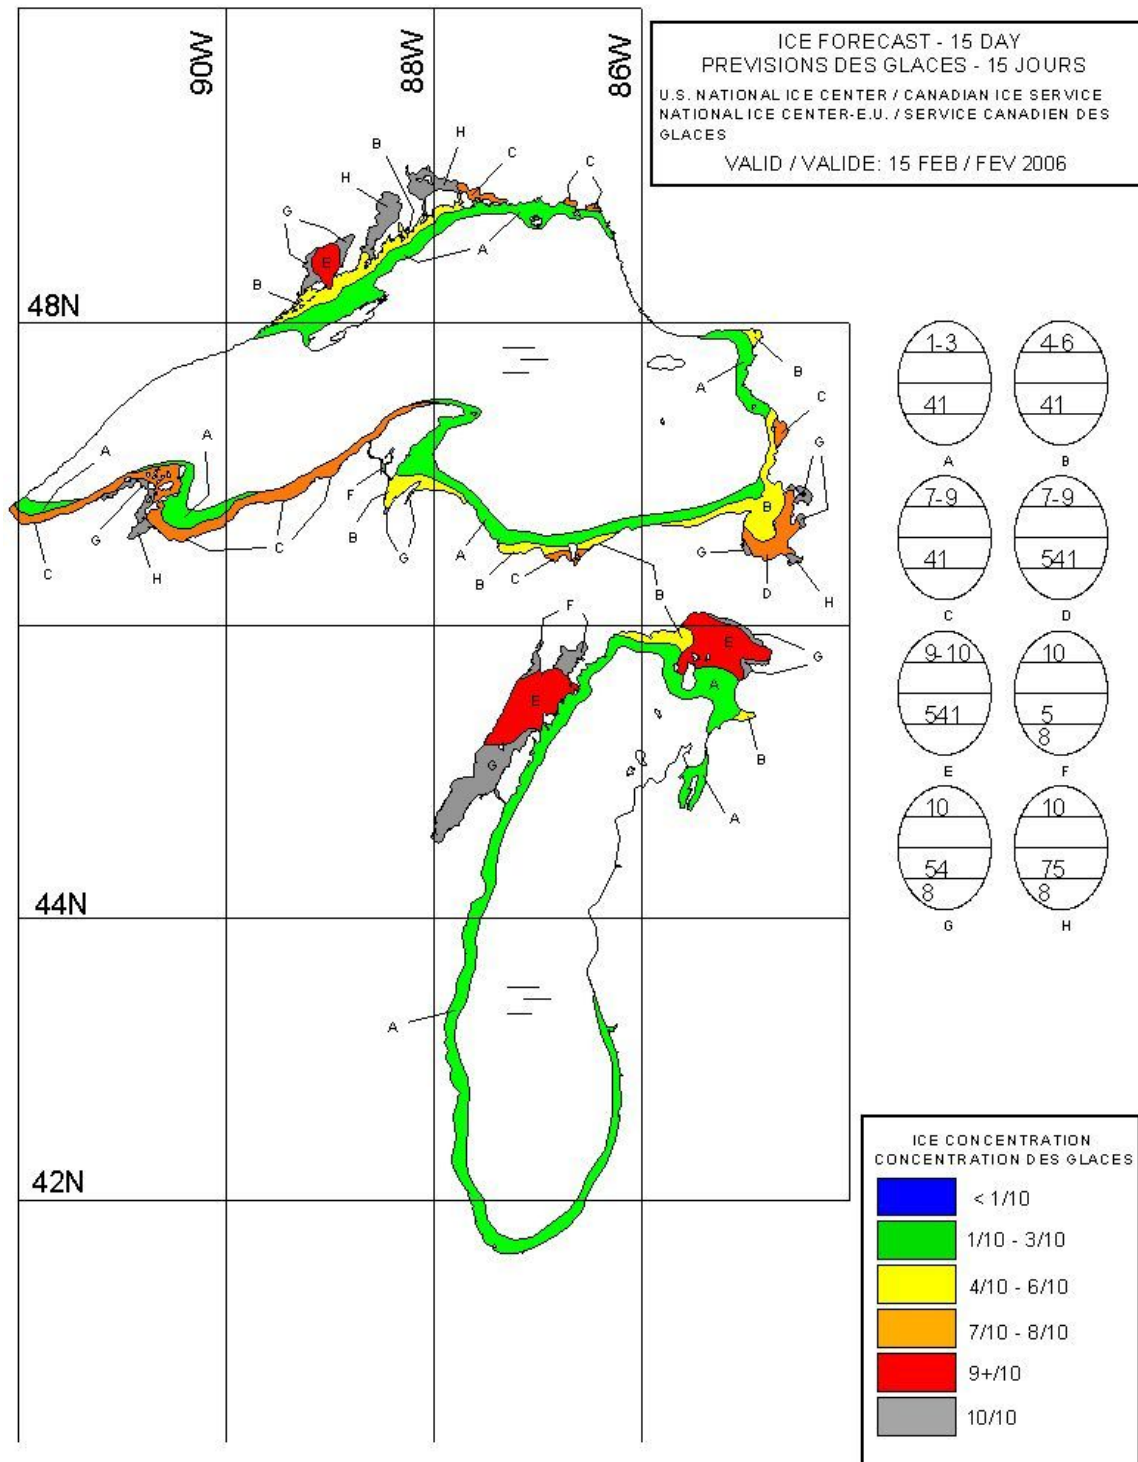 90W
88W
86W
ICE FORECAST - 15 DAY
PREVISIONS DES GLACES - 15 JOURS
U.S. NATIONAL ICE CENTER / CANADIAN ICE SERVICE
NATIONAL ICE CENTER-E.U. / SERVICE CANADIEN DES
GLACES
VALID / VALIDE: 15 FEB / FEV 2006
B
H
C
C
H
G
A
E
B
48N
A
B
C
A
A
G
F
B
G
G
B
A
G
C
H
C
B
G
A
B
C
B
D
H
F
E
G
A
E
B
G
A
44N
A
42N
1-3
41
A
4-6
41
B
7-9
41
C
7-9
541
D
9-10
541
E
10
5
8
F
10
54
8
G
10
75
8
H
ICE CONCENTRATION
CONCENTRATION DES GLACES
< 1/10
1/10 - 3/10
4/10 - 6/10
7/10 - 8/10
9+/10
10/10